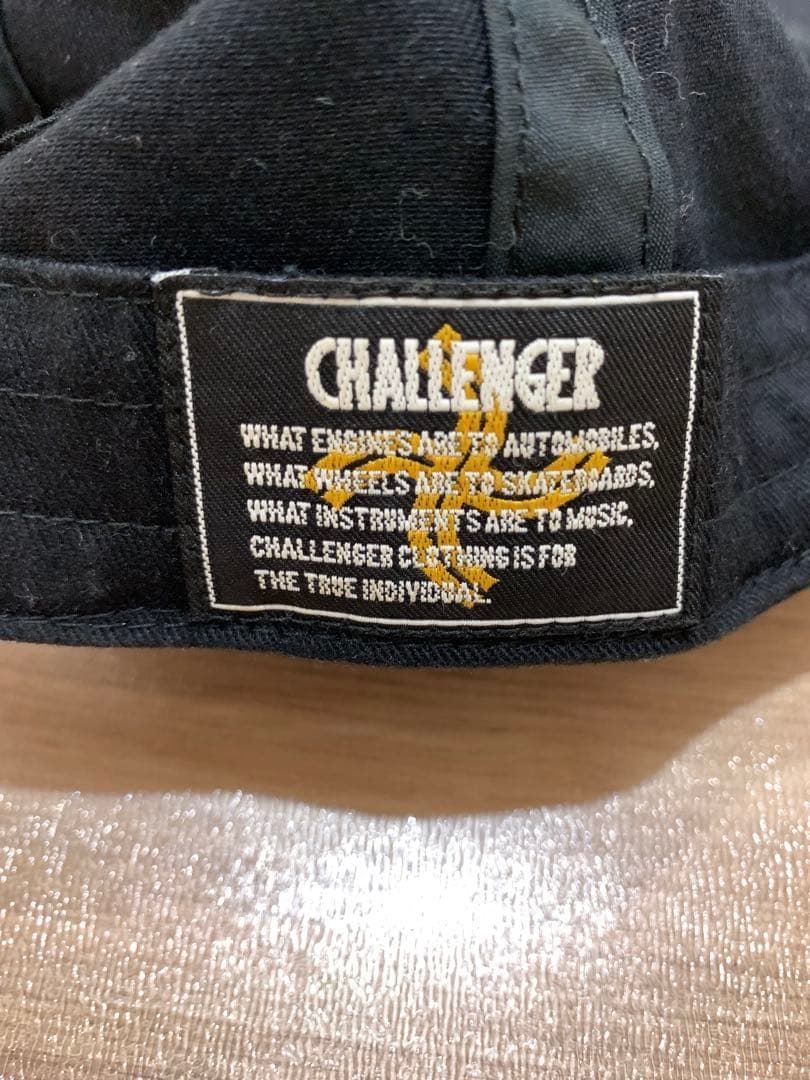 CHALLENGER
WHAT ENGINES ARE TO AUTOMOBILES,
WHAT WHEELS ARE TO SKATEBOARDS,
WHAT INSTRUMENTS ARE TO MUSIC,
CHALLENGER CLOTHING IS FOR
THE TRUE INDIVIDUAL.